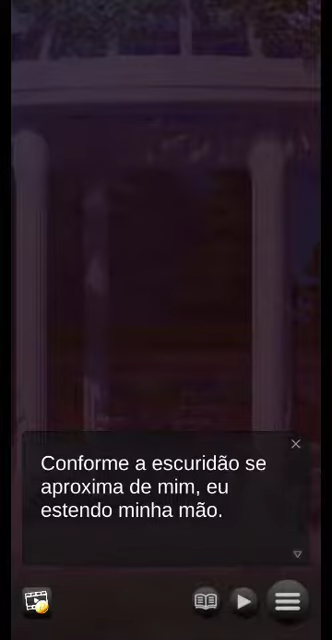 Conforme a escuridão se
aproxima de mim, eu
estendo minha mão.